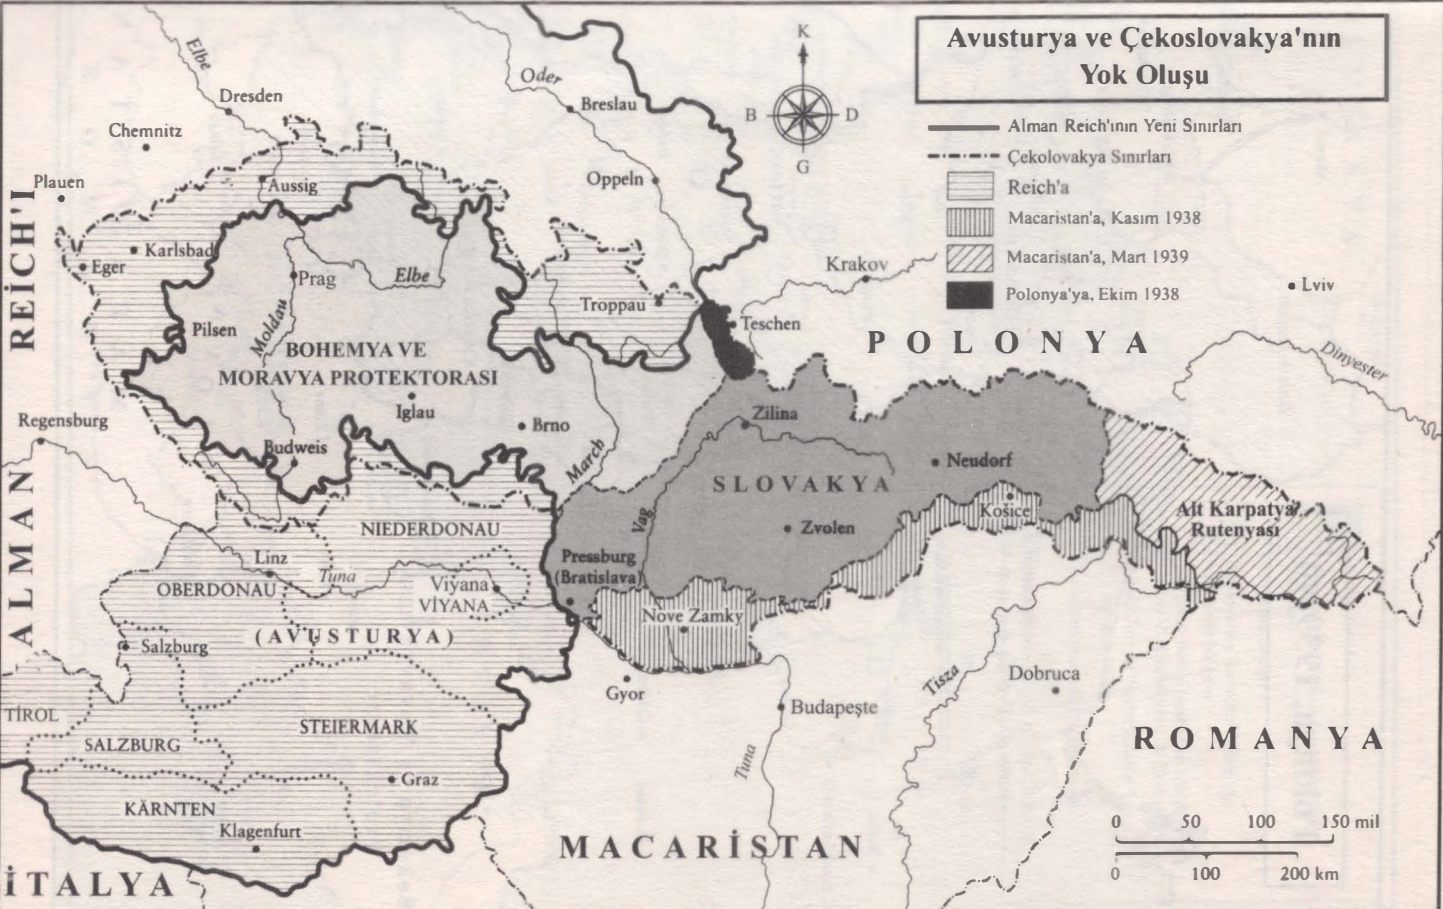 Avusturya ve Çekoslovakya'nın
Yok Oluşu
Alman Reich'ının Yeni Sınırları
Çekolovakya Sınırları
Reich'a
Macaristan'a, Kasım 1938
Macaristan'a, Mart 1939
Polonya'ya, Ekim 1938
K
B
D
G
Elbe
Oder
Dresden
Breslau
Chemnitz
Plauen
Aussig
Oppeln
Karlsbad
Eger
Prag
Elbe
Krakov
Lviv
Troppau
Teschen
Pilsen
Moldau
POLONYA
Dinyester
BOHEMYA VE
MORAVYA PROTEKTORASI
Iglau
Brno
Zilina
Regensburg
Budweis
March
Neudorf
SLOVAKYA
ALMAN REİCH'I
Vag
Košice
Alt Karpatya
Rutenyası
NIEDERDONAU
Zvolen
Linz
Tuna
Pressburg
(Bratislava)
OBERDONAU
Viyana
VİYANA
Nove Zamky
(AVUSTURYA)
Salzburg
Gyor
Tisza
Dobruca
Budapeşte
TİROL
STEIERMARK
SALZBURG
ROMANYA
Tuna
Graz
KÄRNTEN
Klagenfurt
MACARİSTAN
İTALYA
0 50 100 150 mil
0 100 200 km